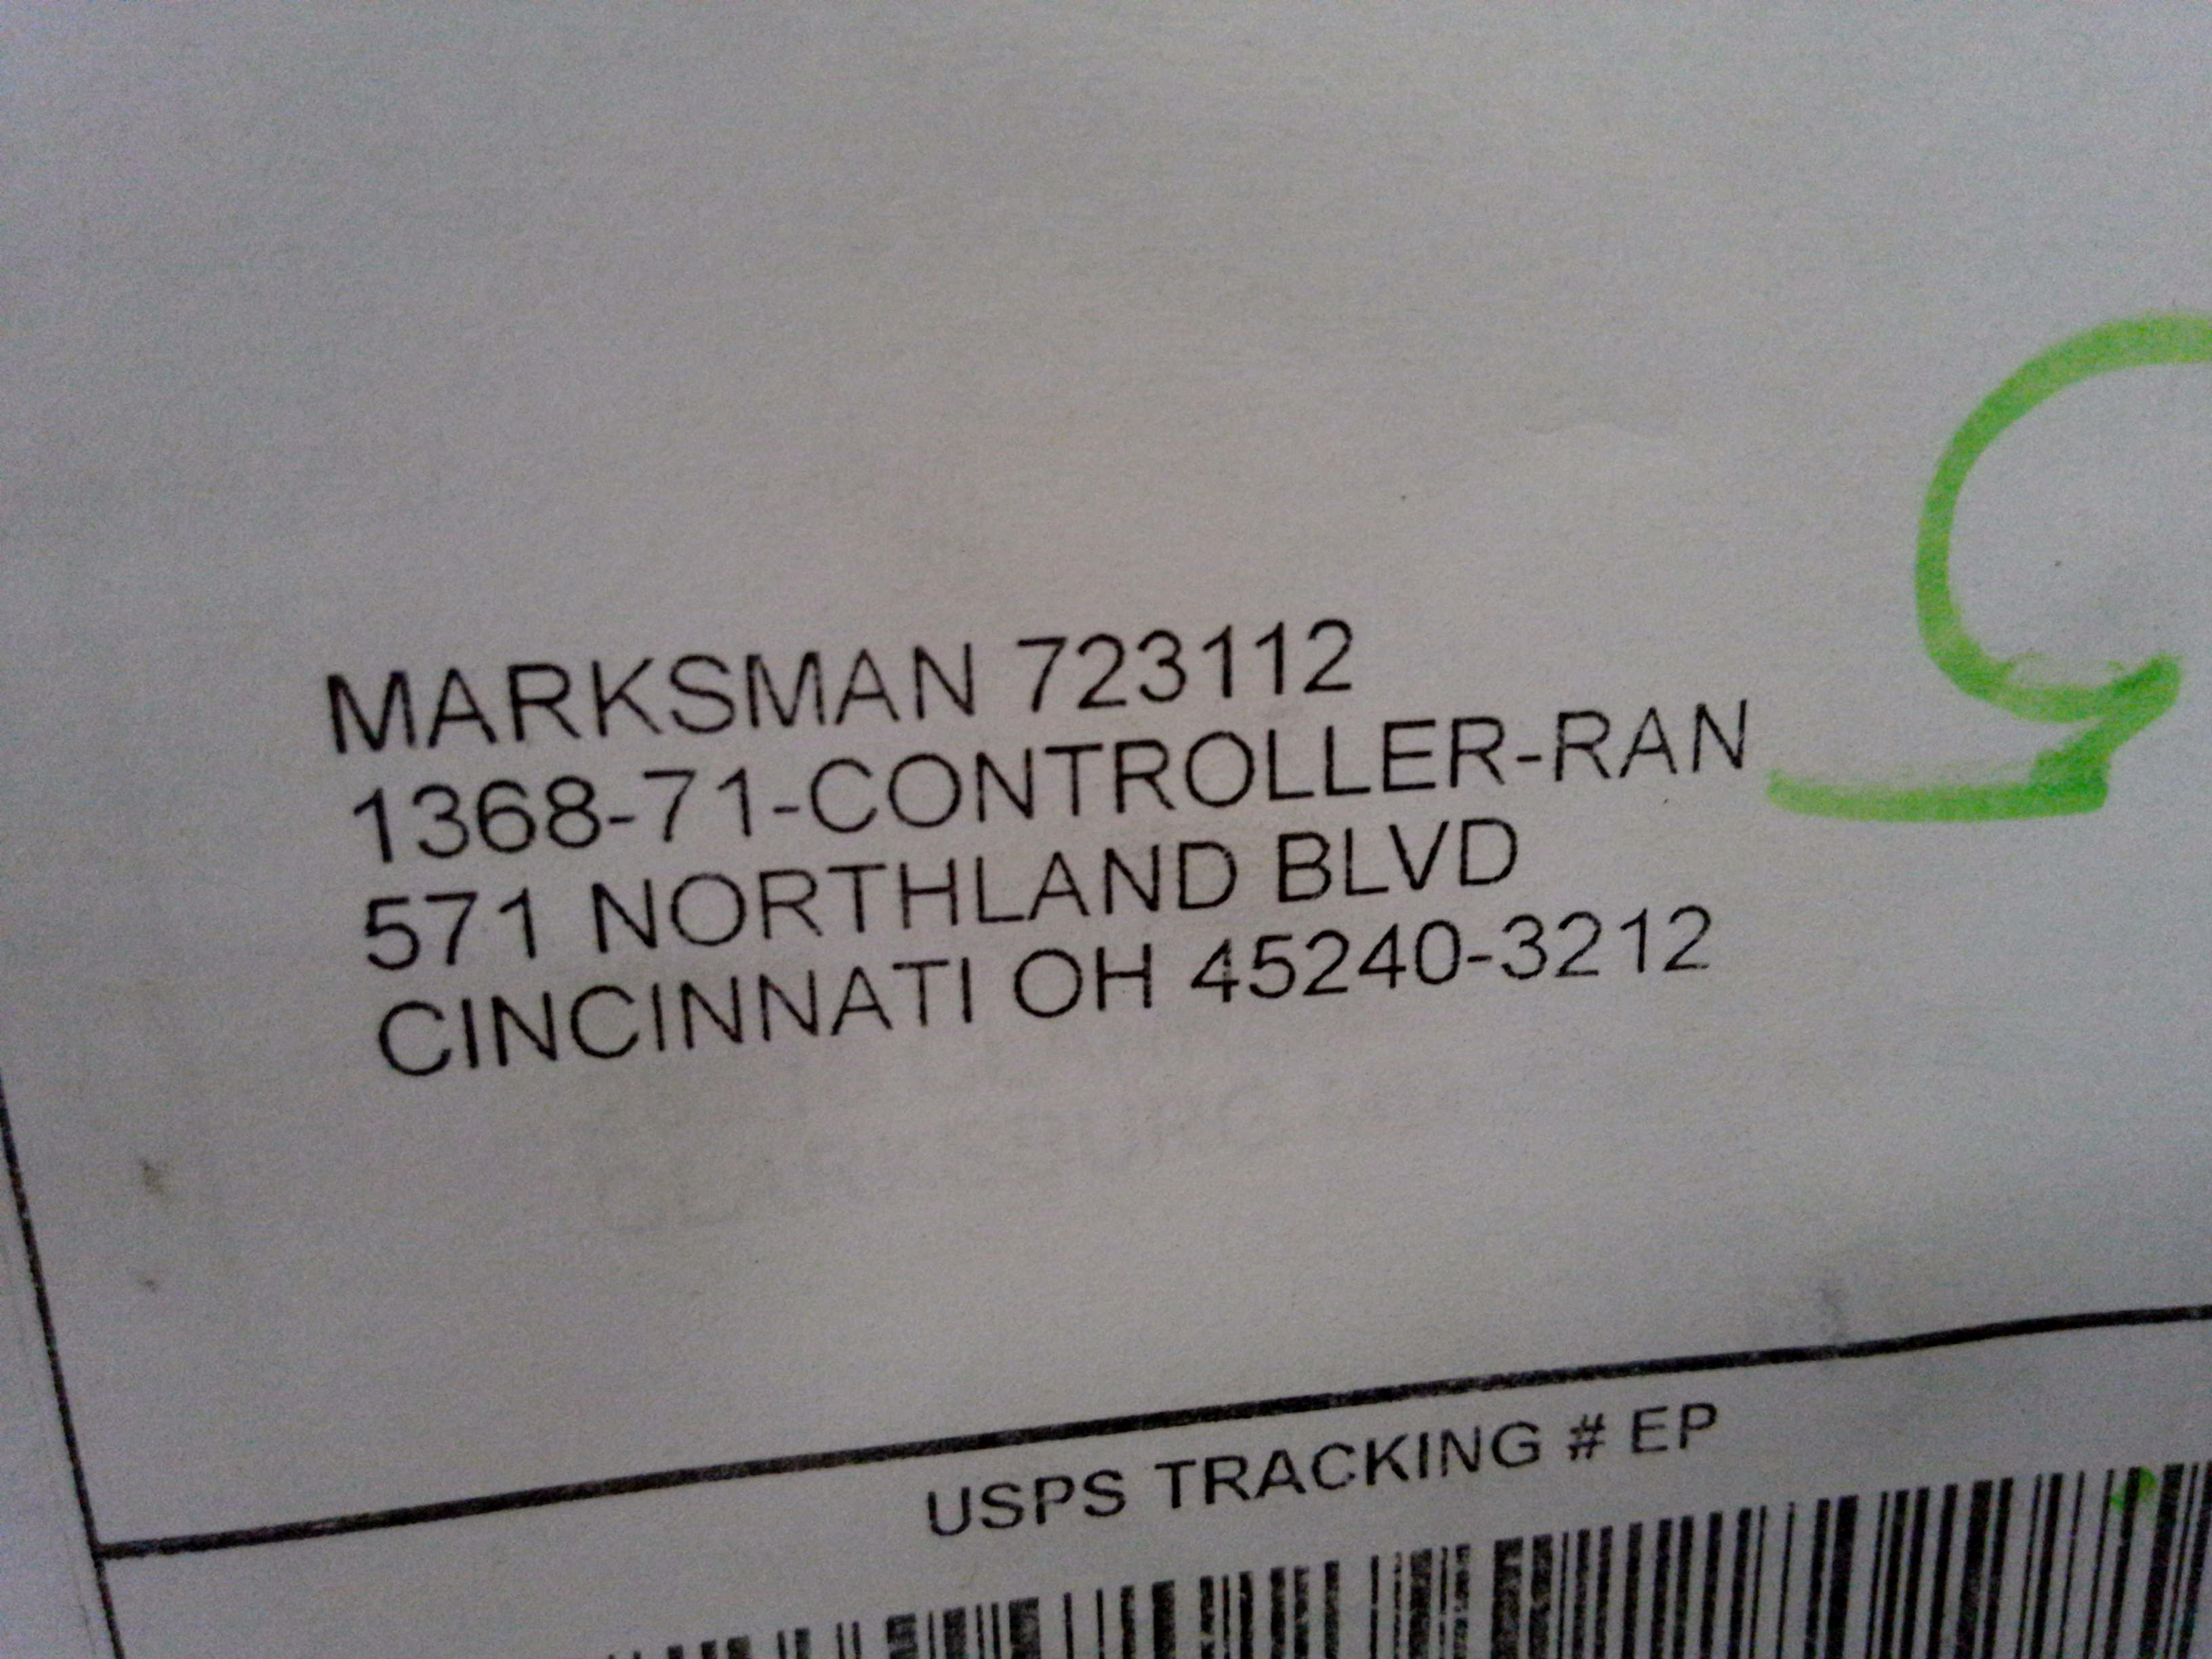 MARKSMAN 723112
1368-71-CONTROLLER-RAN
571 NORTHLAND BLVD
CINCINNATI OH 45240-3212
USPS TRACKING # EP